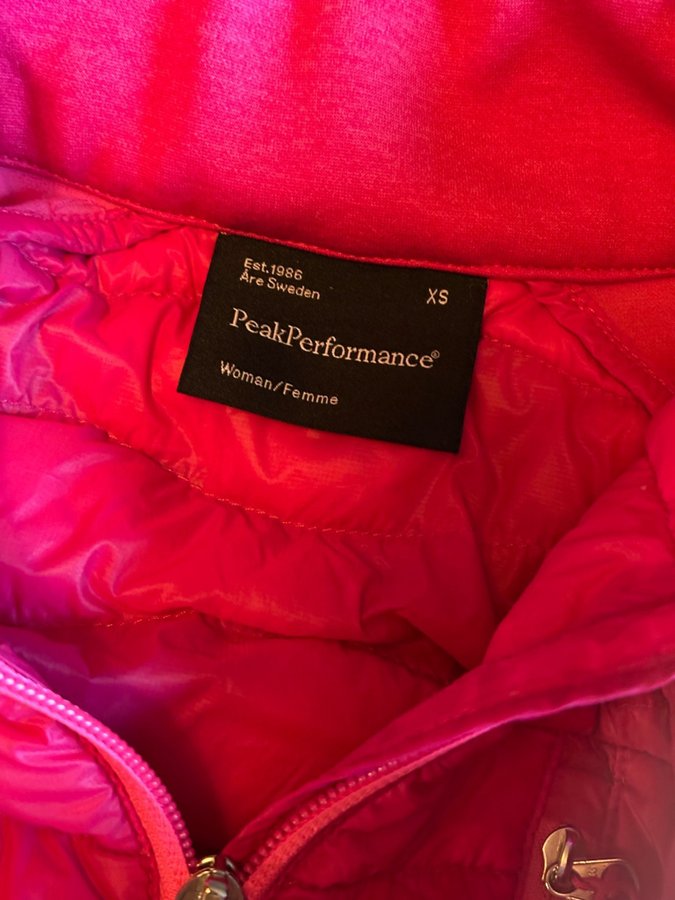 Est.1986
Åre Sweden
XS
PeakPerformance®
Woman/Femme